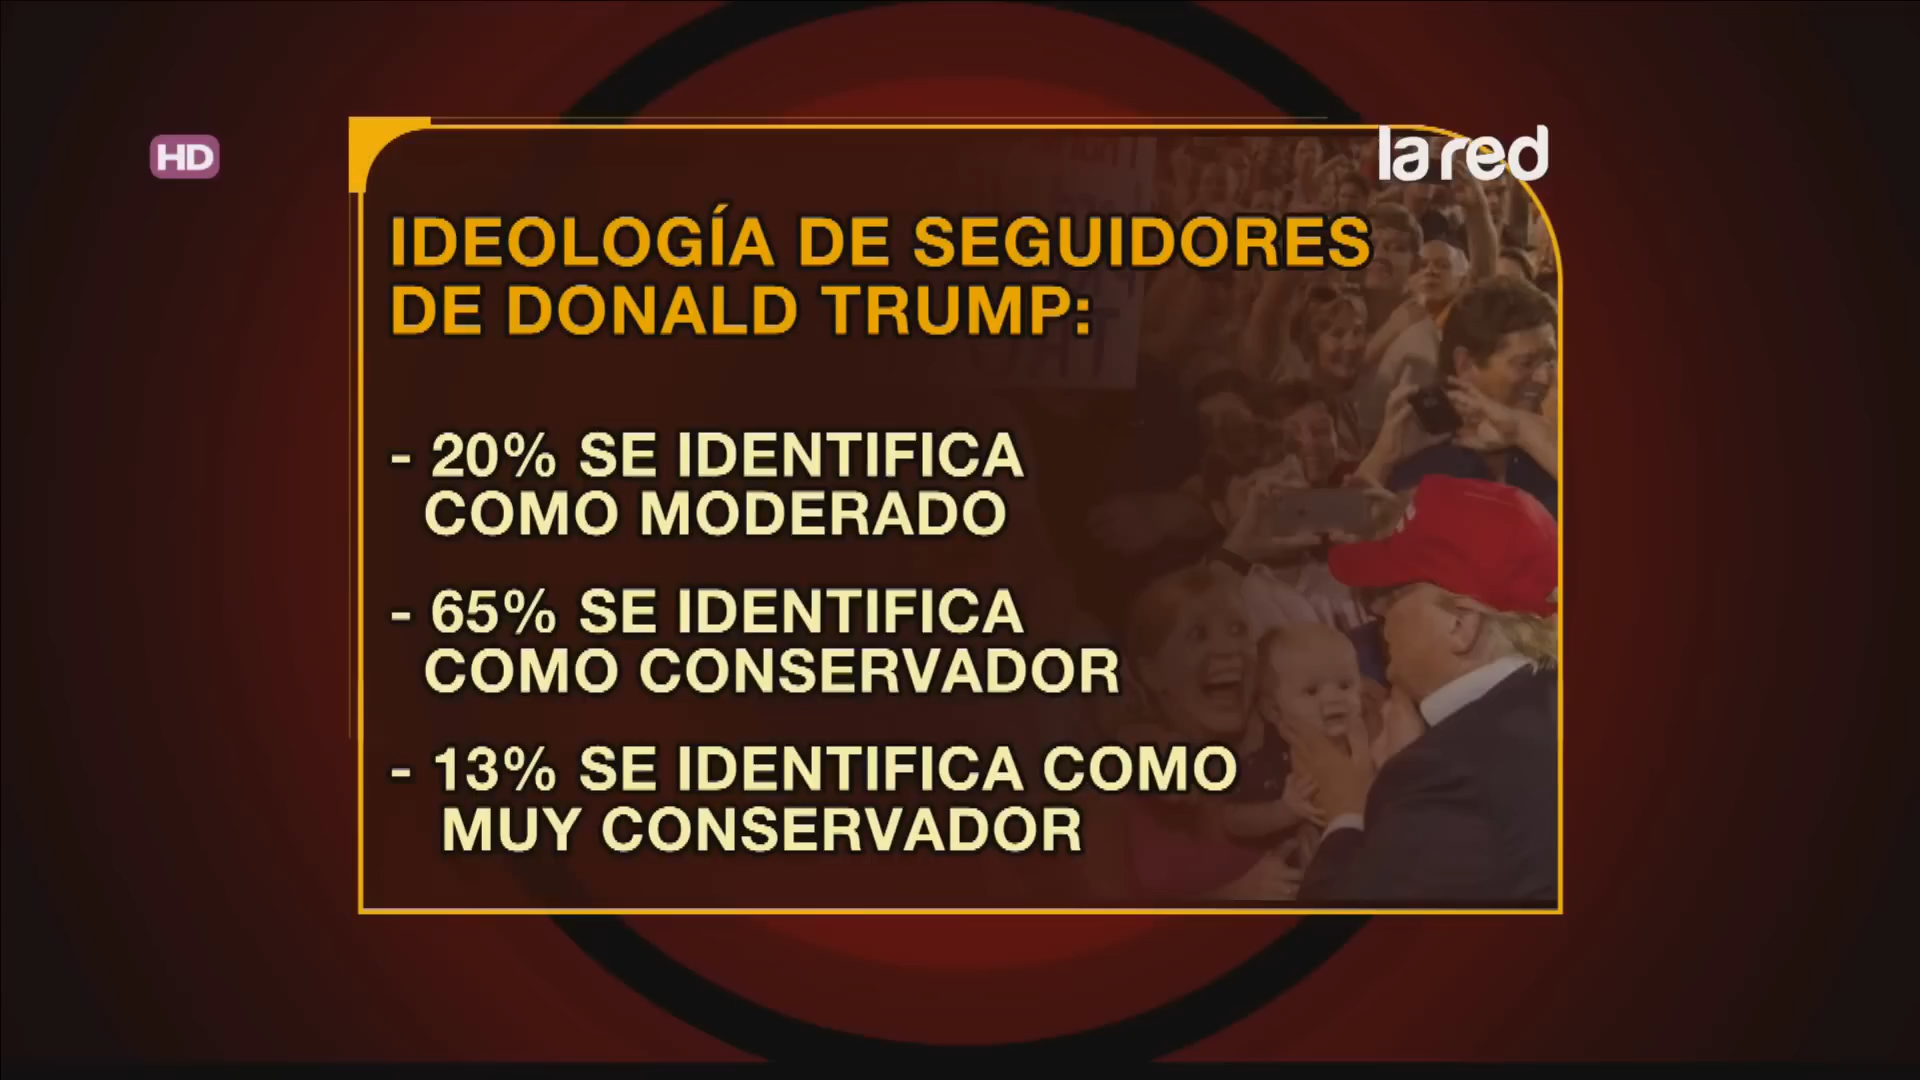 HD
la red
IDEOLOGÍA DE SEGUIDORES
DE DONALD TRUMP:
- 20% SE IDENTIFICA
COMO MODERADO
- 65% SE IDENTIFICA
COMO CONSERVADOR
- 13% SE IDENTIFICA COMO
MUY CONSERVADOR